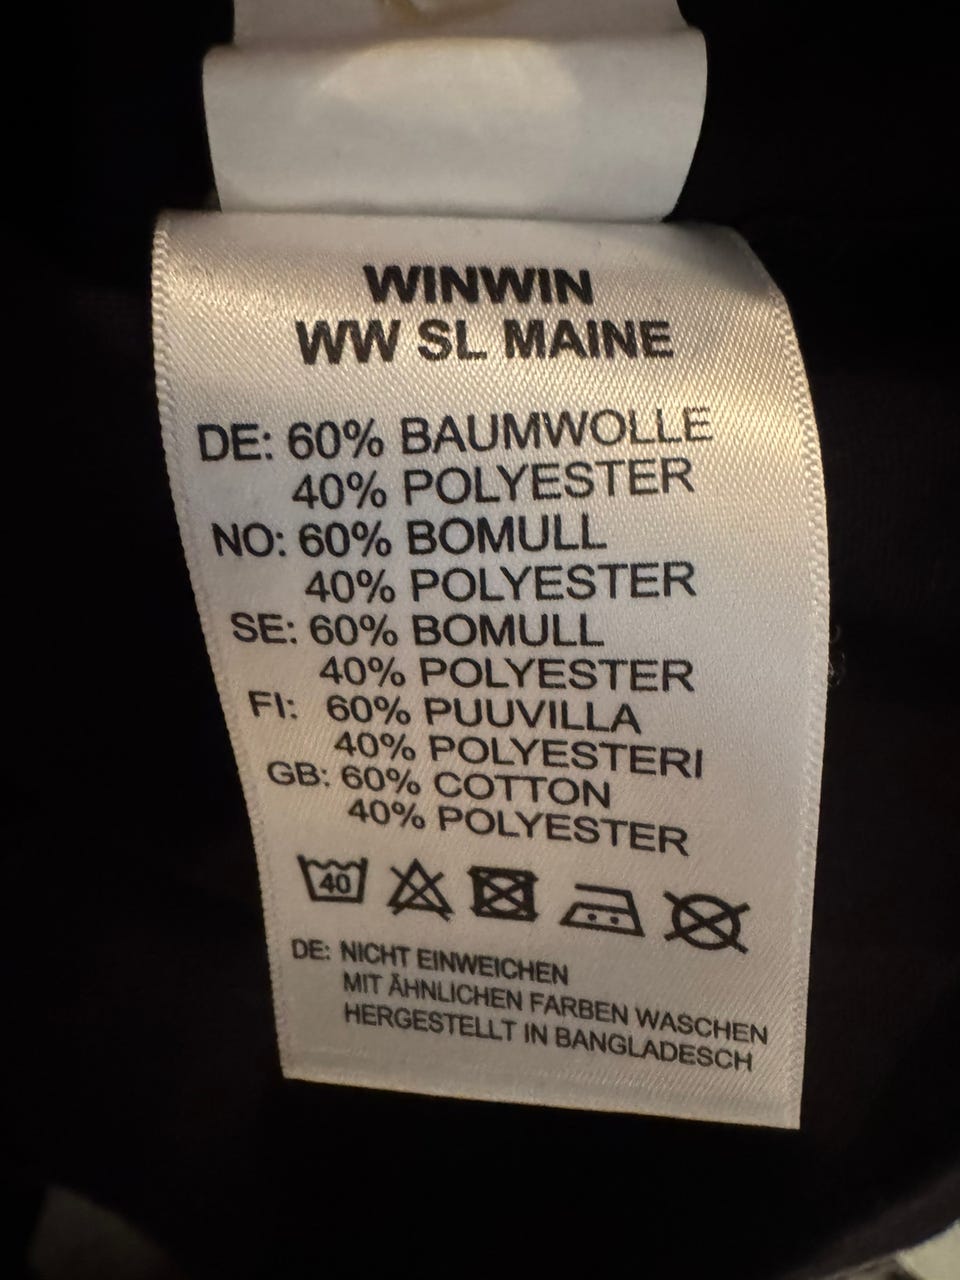 WINWIN
WW SL MAINE
DE: 60% BAUMWOLLE
40% POLYESTER
NO: 60% BOMULL
40% POLYESTER
SE: 60% BOMULL
40% POLYESTER
FI: 60% PUUVILLA
40% POLYESTERI
GB: 60% COTTON
40% POLYESTER
40
DE: NICHT EINWEICHEN
MIT ÄHNLICHEN FARBEN WASCHEN
HERGESTELLT IN BANGLADESCH